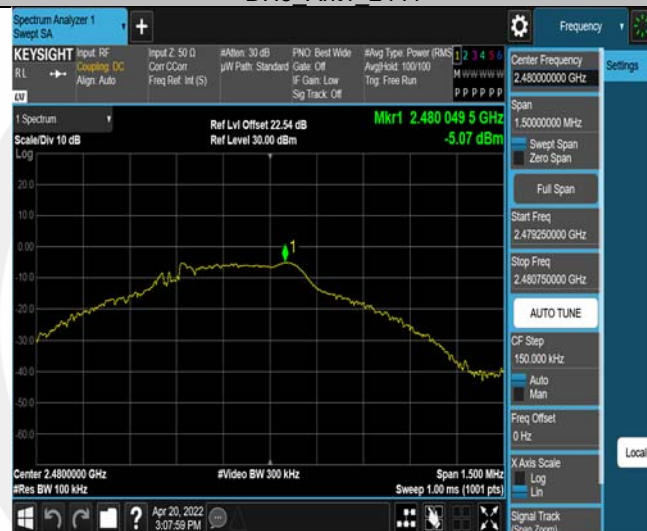 Spectrum Analyzer 1
Swept SA
Frequency
KEYSIGHT
Input: RF
Coupling: DC
Align: Auto
Input Z: 50 Ω
Corr CCorr
Freq Ref: Int (S)
#Atten: 30 dB
µW Path: Standard
PNO: Best Wide
Gate: Off
IF Gain: Low
Sig Track: Off
#Avg Type: Power (RMS
Avg|Hold: 100/100
Trig: Free Run
1 2 3 4 5 6
M W W W W W
P P P P P P
RL
1 Spectrum
Scale/Div 10 dB
Log
Ref Lvl Offset 22.54 dB
Ref Level 30.00 dBm
Mkr1 2.480 049 5 GHz
-5.07 dBm
20.0
10.0
0.00
-10.0
-20.0
-30.0
-40.0
-50.0
-60.0
1
Center 2.4800000 GHz
#Res BW 100 kHz
#Video BW 300 kHz
Span 1.500 MHz
Sweep 1.00 ms (1001 pts)
Apr 20, 2022
3:07:59 PM
Center Frequency
2.480000000 GHz
Settings
Span
1.50000000 MHz
Swept Span
Zero Span
Full Span
Start Freq
2.479250000 GHz
Stop Freq
2.480750000 GHz
AUTO TUNE
CF Step
150.000 kHz
Auto
Man
Freq Offset
0 Hz
Local
X Axis Scale
Log
Lin
Signal Track
(Span Zoom)